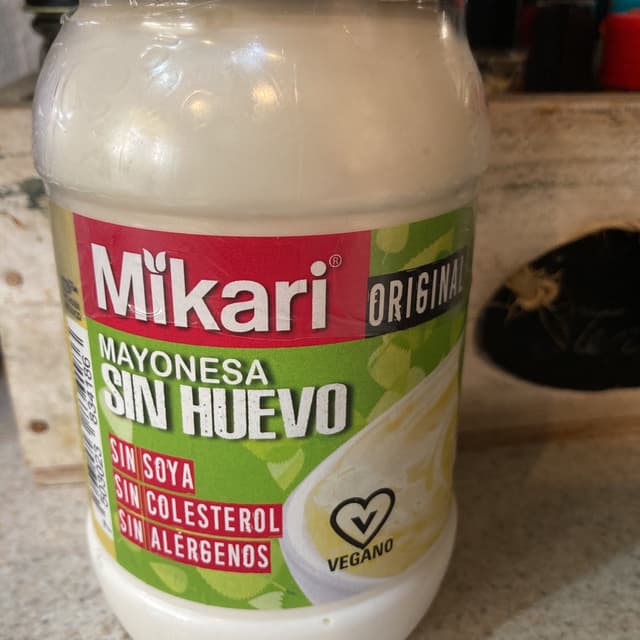 Mikari®
ORIGINAL
MAYONESA
SIN HUEVO
SIN SOYA
SIN COLESTEROL
SIN ALÉRGENOS
VEGANO